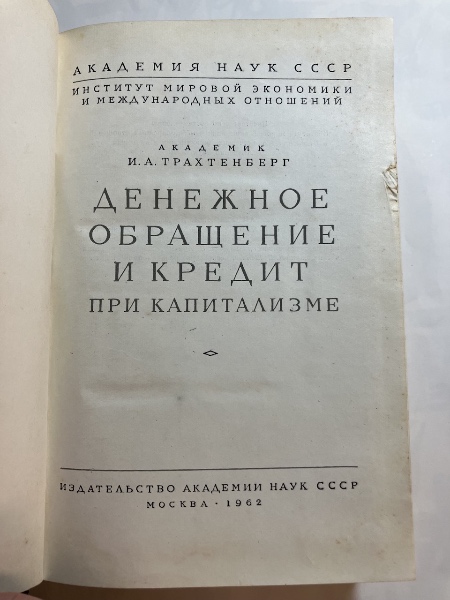 АКАДЕМИЯ НАУК СССР
ИНСТИТУТ МИРОВОЙ ЭКОНОМИКИ
И МЕЖДУНАРОДНЫХ ОТНОШЕНИЙ
АКАДЕМИК
И.А.ТРАХТЕНБЕРГ
ДЕНЕЖНОЕ
ОБРАЩЕНИЕ
И КРЕДИТ
ПРИ КАПИТАЛИЗМЕ
ИЗДАТЕЛЬСТВО АКАДЕМИИ НАУК СССР
МОСКВА · 1962